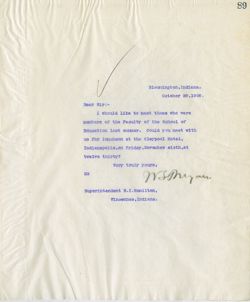 89
Bloomington, Indiana.
October 28, 1908.
Dear Sir:-
I should like to meet those who were
members of the Faculty of the School of
Education last summer. Could you meet with
us for luncheon at the Claypool Hotel,
Indianapolis, on Friday, November sixth, at
twelve thirty?
Very truly yours,
Superintendent H.I. Hamilton,
Vincennes, Indiana.